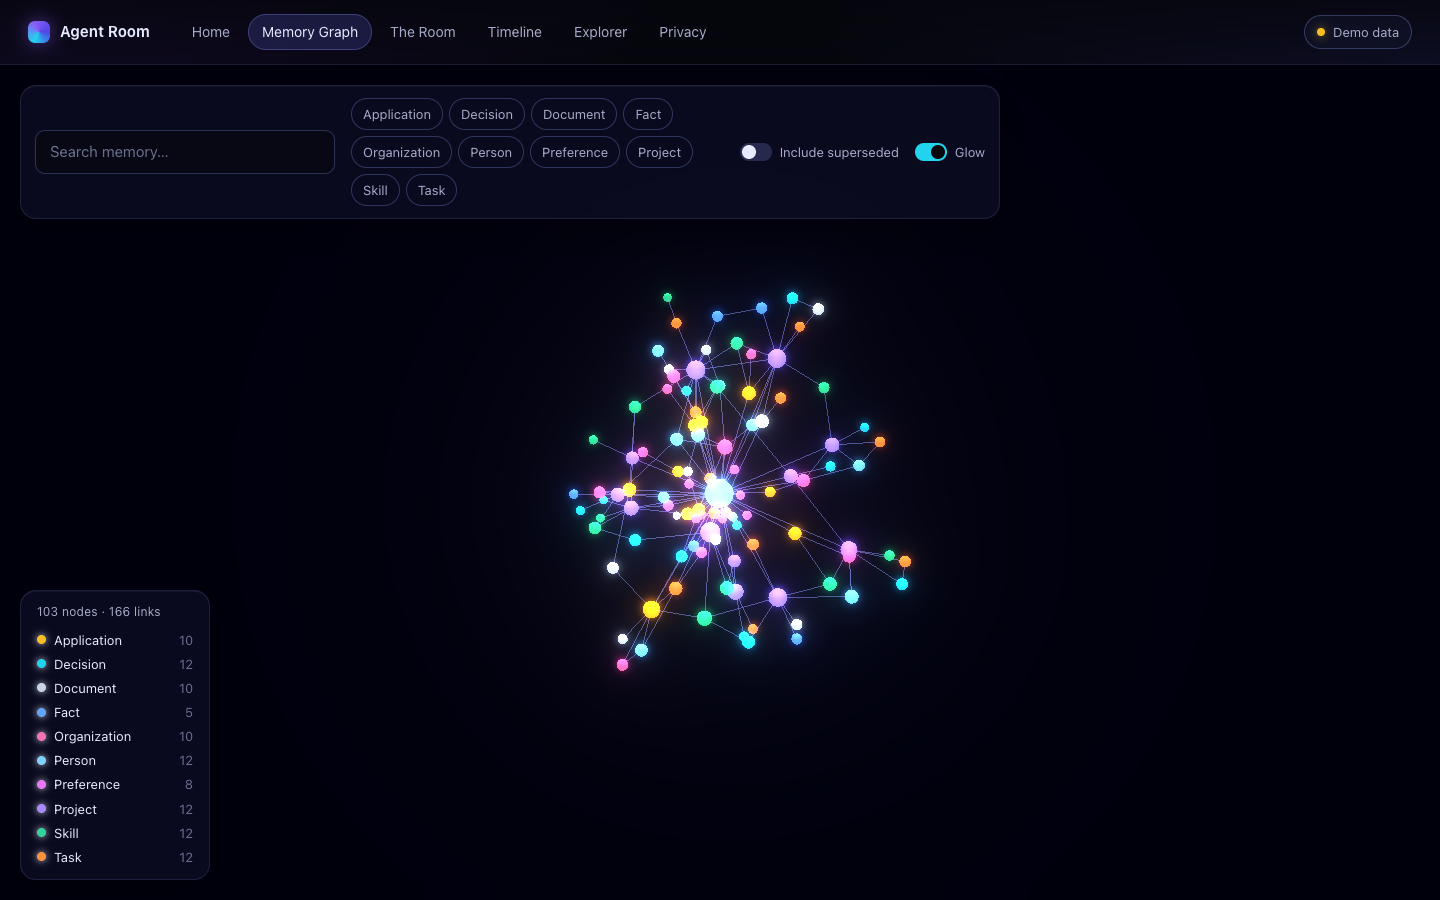 Agent Room
Home
Memory Graph
The Room
Timeline
Explorer
Privacy
Demo data
Search memory...
Application
Decision
Document
Fact
Organization
Person
Preference
Project
Skill
Task
Include superseded
Glow
103 nodes · 166 links
Application 10
Decision 12
Document 10
Fact 5
Organization 10
Person 12
Preference 8
Project 12
Skill 12
Task 12